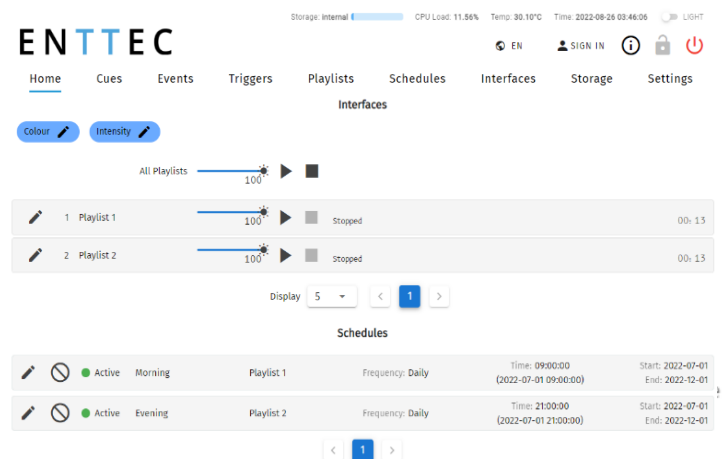 Storage: Internal CPU Load: 11.56% Temp: 30.10°C Time: 2022-08-26 03:46:06 LIGHT
ENTTEC
EN SIGN IN
Home Cues Events Triggers Playlists Schedules Interfaces Storage Settings
Interfaces
Colour Intensity
All Playlists 100
1 Playlist 1 100 Stopped 00: 13
2 Playlist 2 100 Stopped 00: 13
Display 5 < 1 >
Schedules
Active Morning Playlist 1 Frequency: Daily Time: 09:00:00 Start: 2022-07-01
(2022-07-01 09:00:00) End: 2022-12-01
Active Evening Playlist 2 Frequency: Daily Time: 21:00:00 Start: 2022-07-01
(2022-07-01 21:00:00) End: 2022-12-01
< 1 >